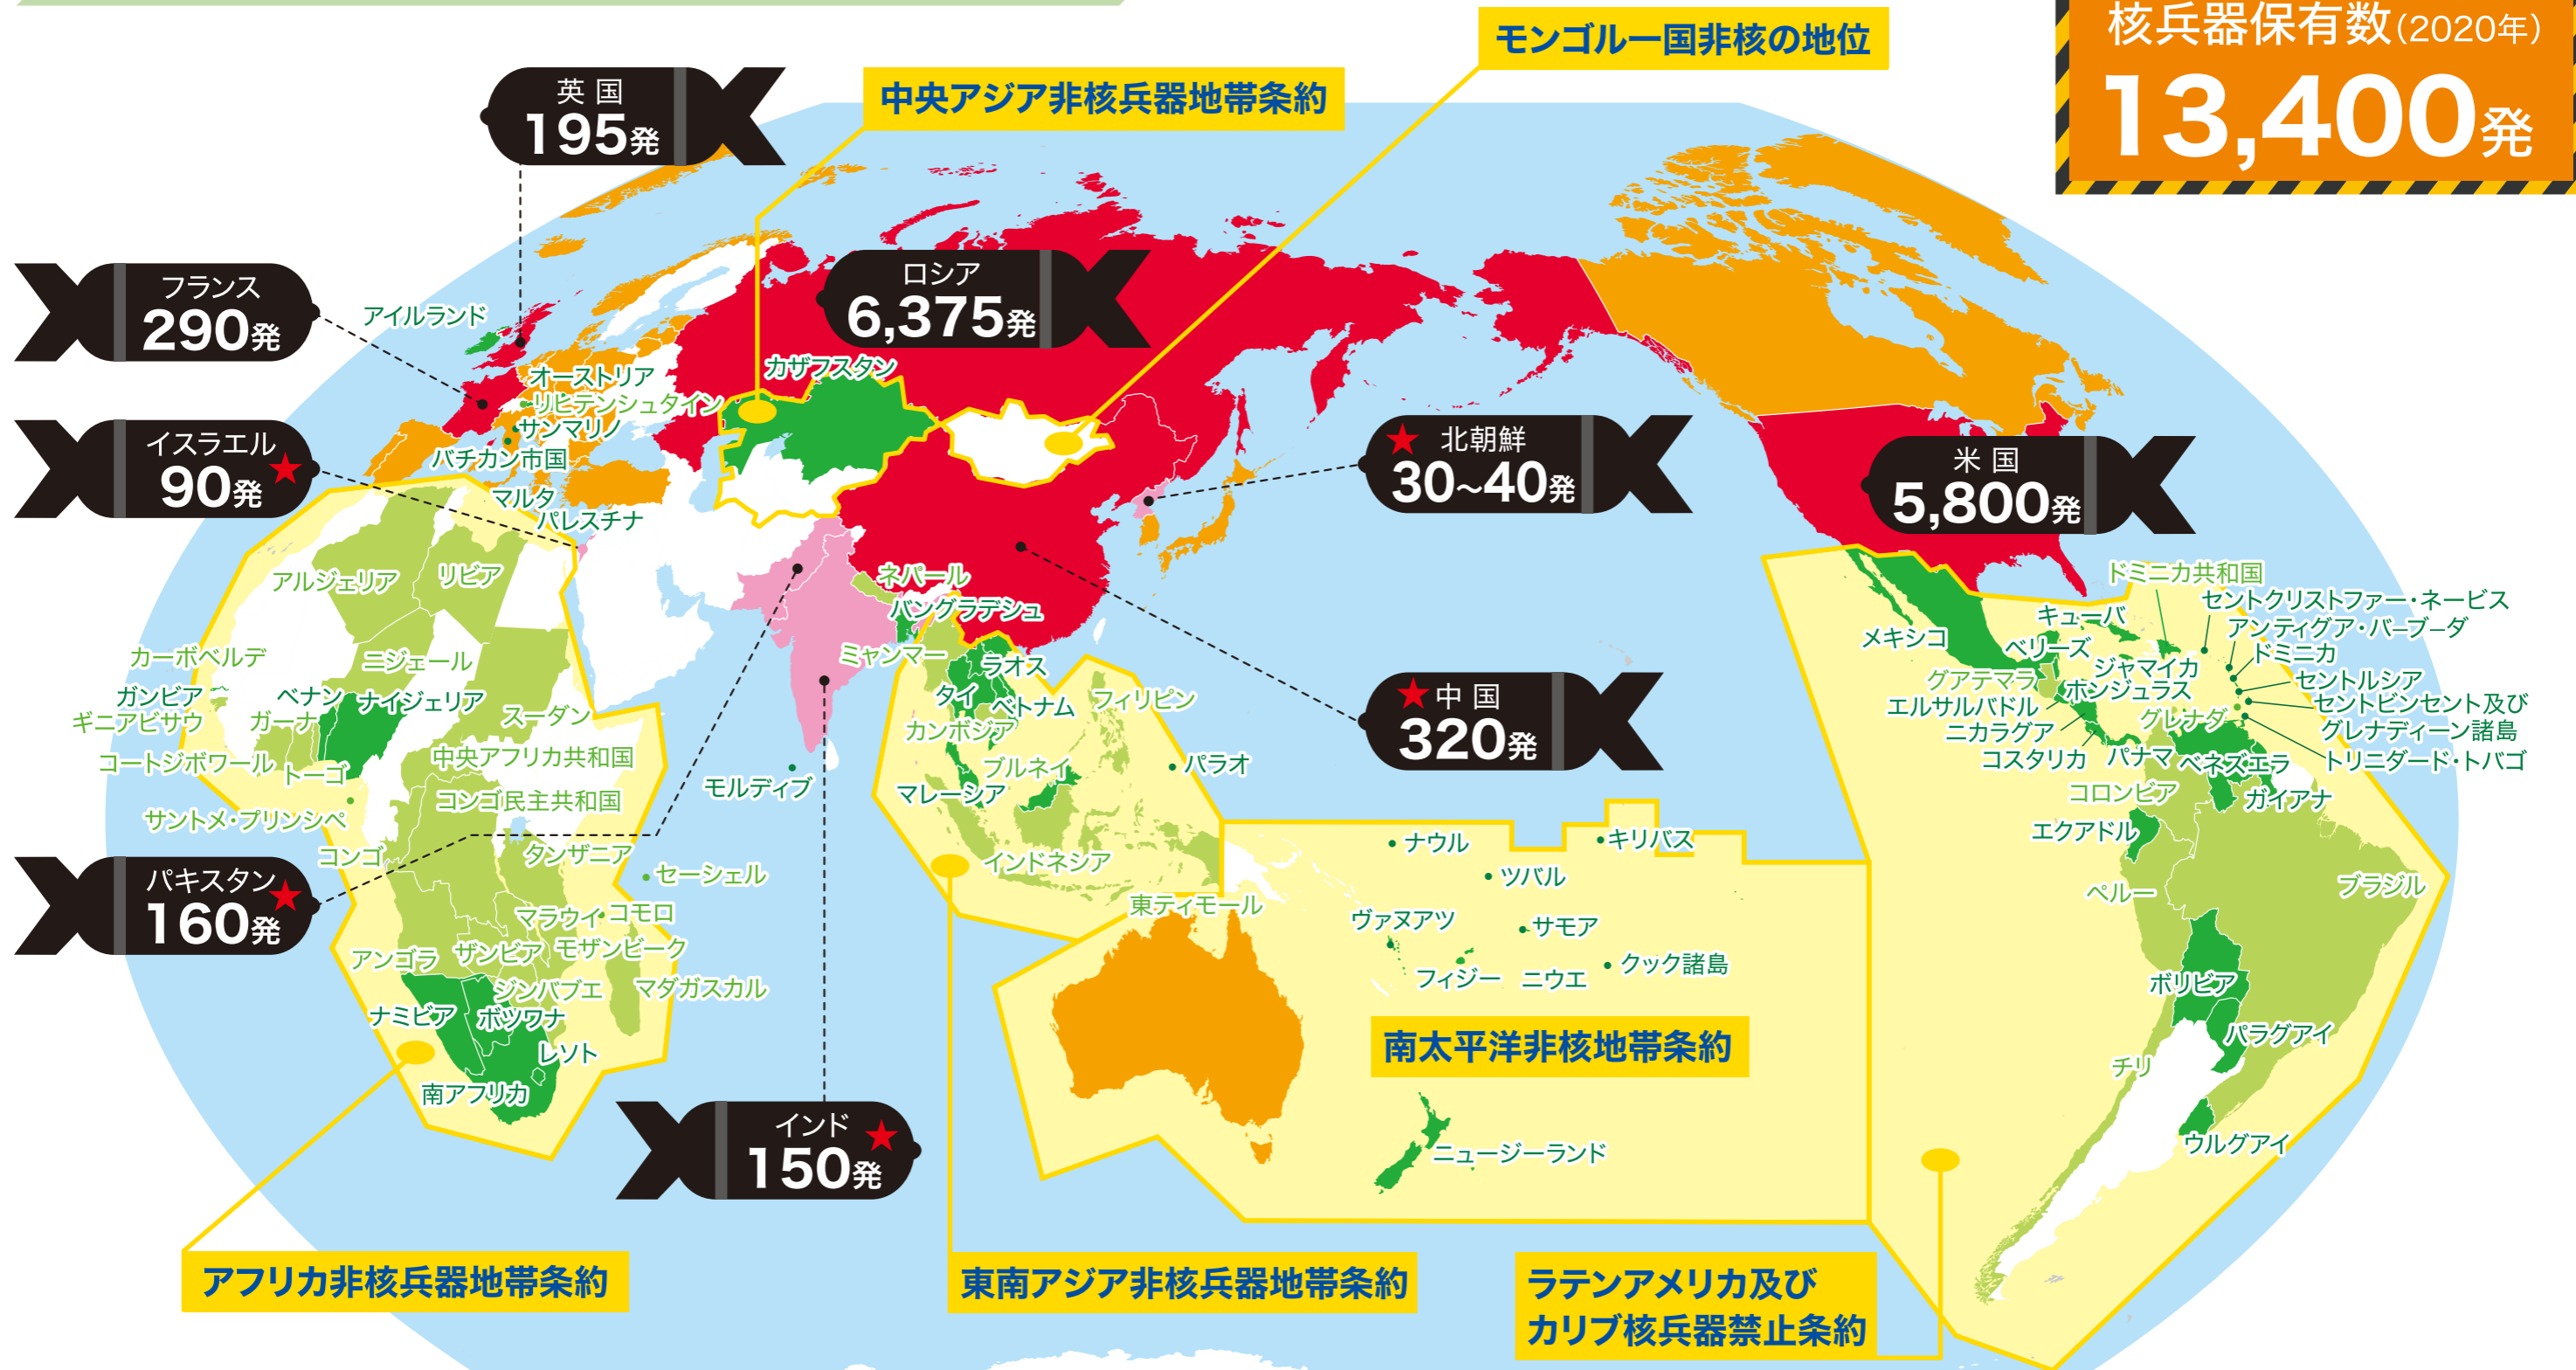 核兵器保有数(2020年)
13,400発
モンゴル一国非核の地位
中央アジア非核兵器地帯条約
英国
195発
フランス
290発
ロシア
6,375発
アイルランド
カザフスタン
オーストリア
リヒテンシュタイン
サンマリノ
バチカン市国
イスラエル
90発★
★北朝鮮
30〜40発
米国
5,800発
マルタ
パレスチナ
アルジェリア
リビア
ネパール
バングラデシュ
ミャンマー
ラオス
タイ
ベトナム
カンボジア
フィリピン
★中国
320発
ドミニカ共和国
セントクリストファー・ネービス
キューバ
アンティグア・バーブーダ
メキシコ
ベリーズ
ジャマイカ
ドミニカ
グアテマラ
ホンジュラス
セントルシア
エルサルバドル
セントビンセント及び
グレナディーン諸島
グレナダ
ニカラグア
コスタリカ
パナマ
ベネズエラ
トリニダード・トバゴ
コロンビア
ガイアナ
エクアドル
カーボベルデ
ニジェール
ガンビア
ベナン
ナイジェリア
ギニアビサウ
ガーナ
スーダン
コートジボワール
トーゴ
中央アフリカ共和国
コンゴ民主共和国
サントメ・プリンシペ
コンゴ
タンザニア
モルディブ
ブルネイ
マレーシア
パラオ
インドネシア
東ティモール
ナウル
キリバス
ツバル
ヴァヌアツ
サモア
フィジー
ニウエ
クック諸島
ペルー
ブラジル
パキスタン
160発★
セーシェル
マラウイ
コモロ
アンゴラ
ザンビア
モザンビーク
ジンバブエ
マダガスカル
ナミビア
ボツワナ
レソト
南アフリカ
インド
150発★
南太平洋非核地帯条約
ニュージーランド
ボリビア
パラグアイ
チリ
ウルグアイ
アフリカ非核兵器地帯条約
東南アジア非核兵器地帯条約
ラテンアメリカ及び
カリブ核兵器禁止条約